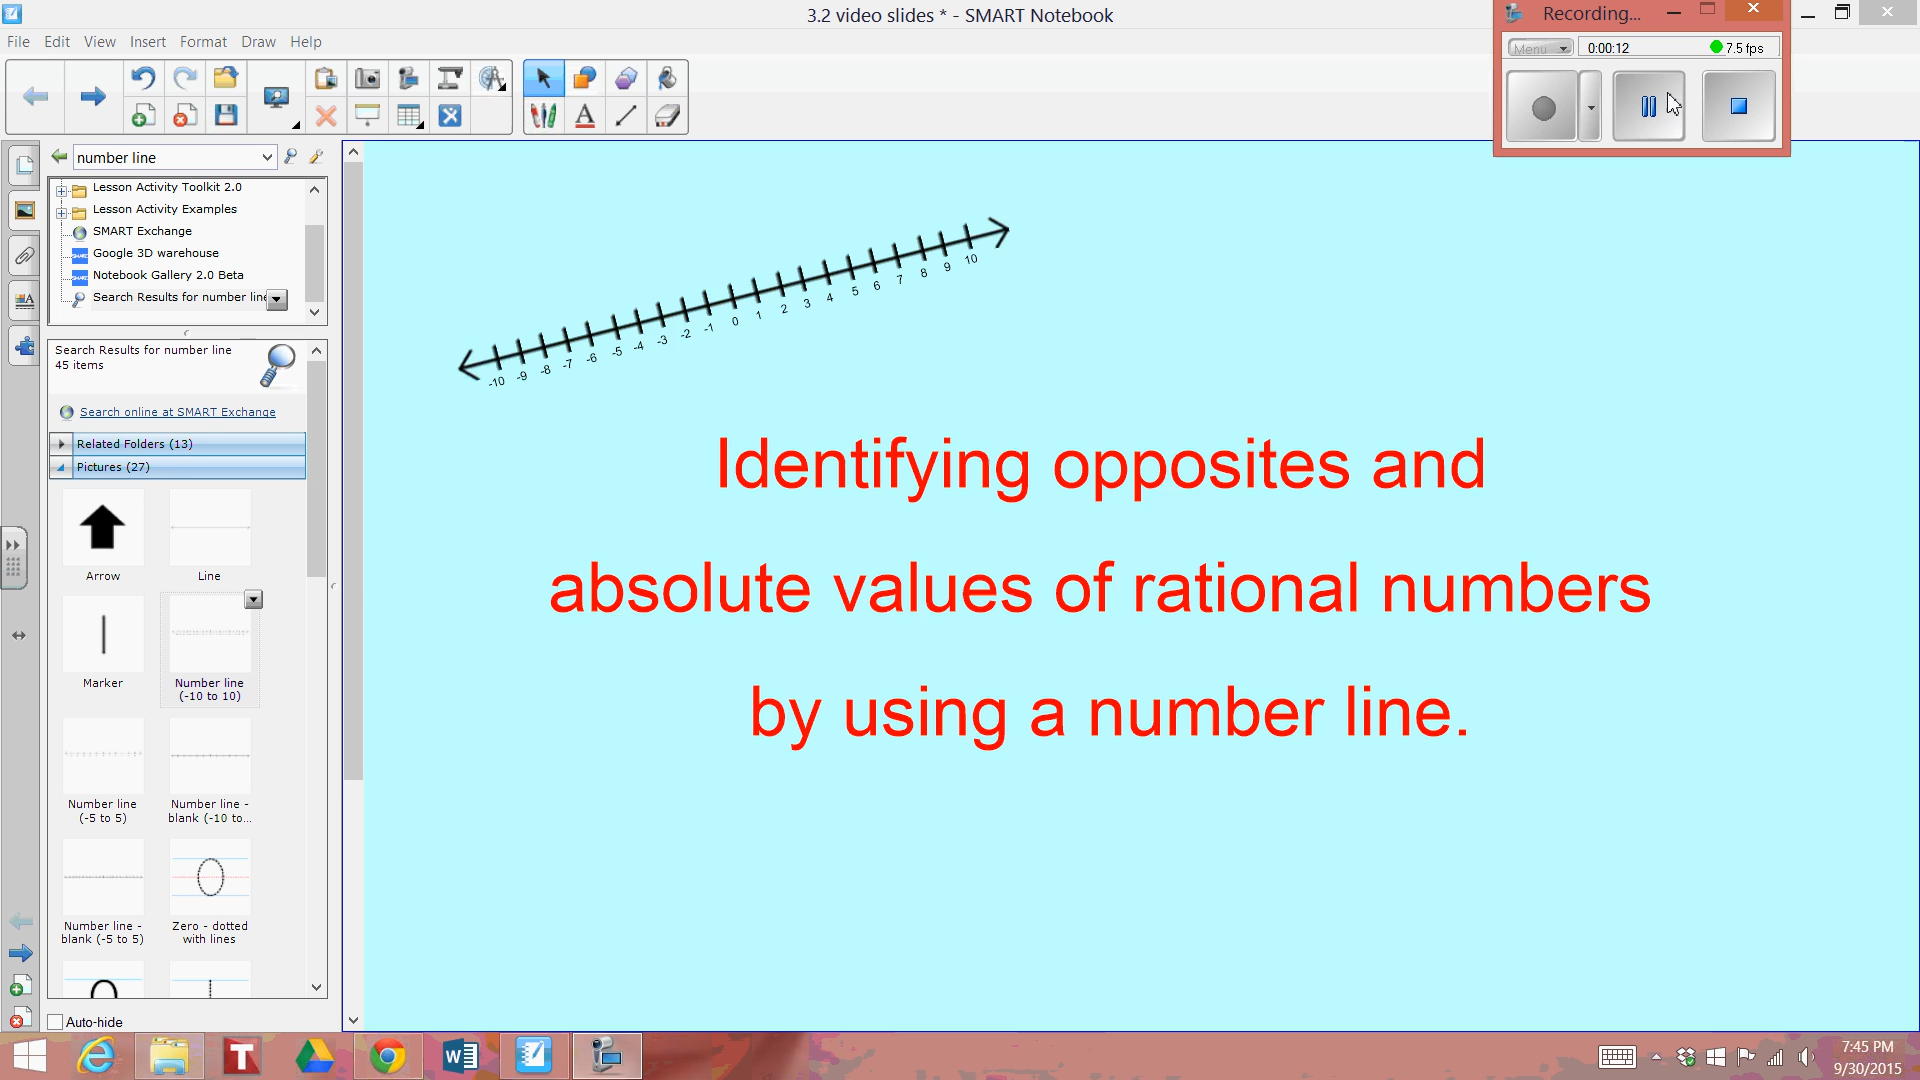 3.2 video slides * - SMART Notebook
Recording...
File Edit View Insert Format Draw Help
Menu
0:00:12
7.5 fps
number line
Lesson Activity Toolkit 2.0
Lesson Activity Examples
SMART Exchange
Google 3D warehouse
Notebook Gallery 2.0 Beta
Search Results for number line
Search Results for number line
45 items
Search online at SMART Exchange
Related Folders (13)
Pictures (27)
Arrow
Line
Marker
Number line
(-10 to 10)
Number line
(-5 to 5)
Number line -
blank (-10 to...
Number line -
blank (-5 to 5)
Zero - dotted
with lines
Auto-hide
-10 -9 -8 -7 -6 -5 -4 -3 -2 -1 0 1 2 3 4 5 6 7 8 9 10
Identifying opposites and
absolute values of rational numbers
by using a number line.
7:45 PM
9/30/2015